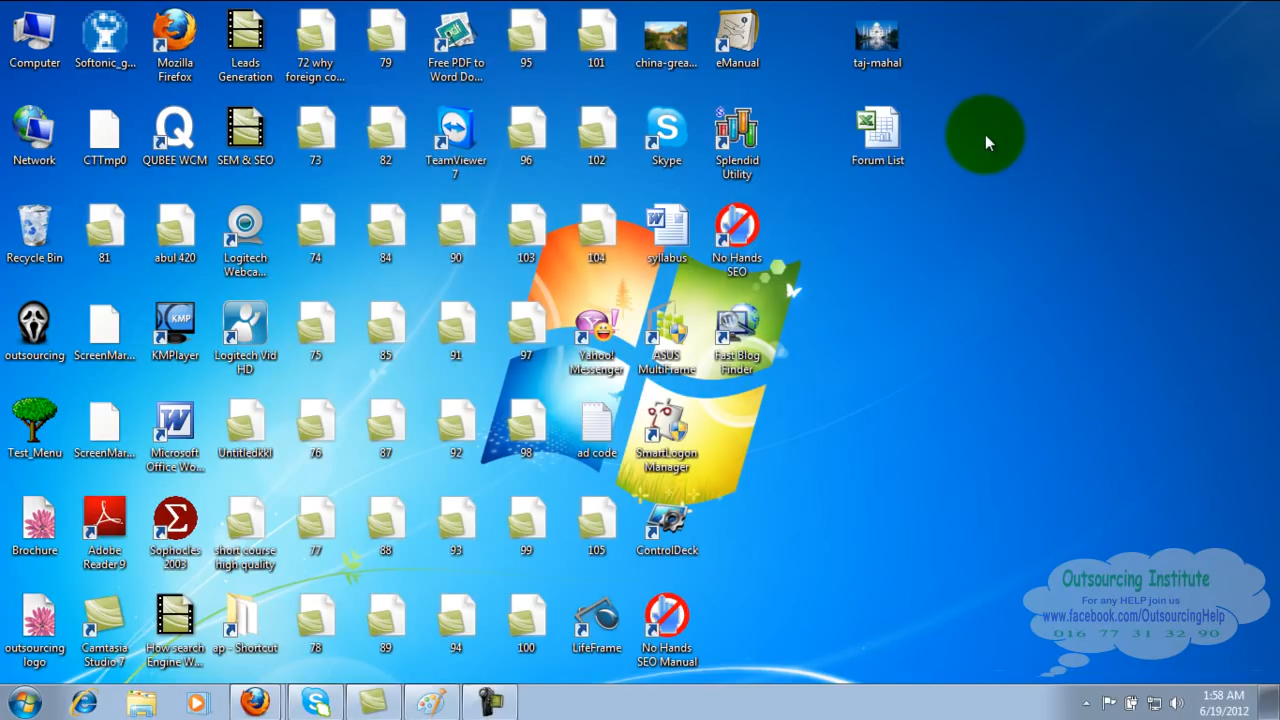 Computer
Softonic_g...
Mozilla
Firefox
Leads
Generation
72 why
foreign co...
79
Free PDF to
Word Do...
95
101
china-grea...
eManual
taj-mahal
Network
CTTmp0
QUBEE WCM
SEM & SEO
73
82
TeamViewer
7
96
102
Skype
Splendid
Utility
Forum List
Recycle Bin
81
abul 420
Logitech
Webca...
74
84
90
103
104
syllabus
No Hands
SEO
outsourcing
ScreenMar...
KMPlayer
Logitech Vid
HD
75
85
91
97
Yahoo!
Messenger
ASUS
MultiFrame
Fast Blog
Finder
Test_Menu
ScreenMar...
Microsoft
Office Wo...
Untitledkkl
76
87
92
98
ad code
SmartLogon
Manager
Brochure
Adobe
Reader 9
Sophocles
2003
short course
high quality
77
88
93
99
105
ControlDeck
outsourcing
logo
Camtasia
Studio 7
How search
Engine W...
ap - Shortcut
78
89
94
100
LifeFrame
No Hands
SEO Manual
Outsourcing Institute
For any HELP join us
www.facebook.com/OutsourcingHelp
016 77 31 32 90
1:58 AM
6/19/2012